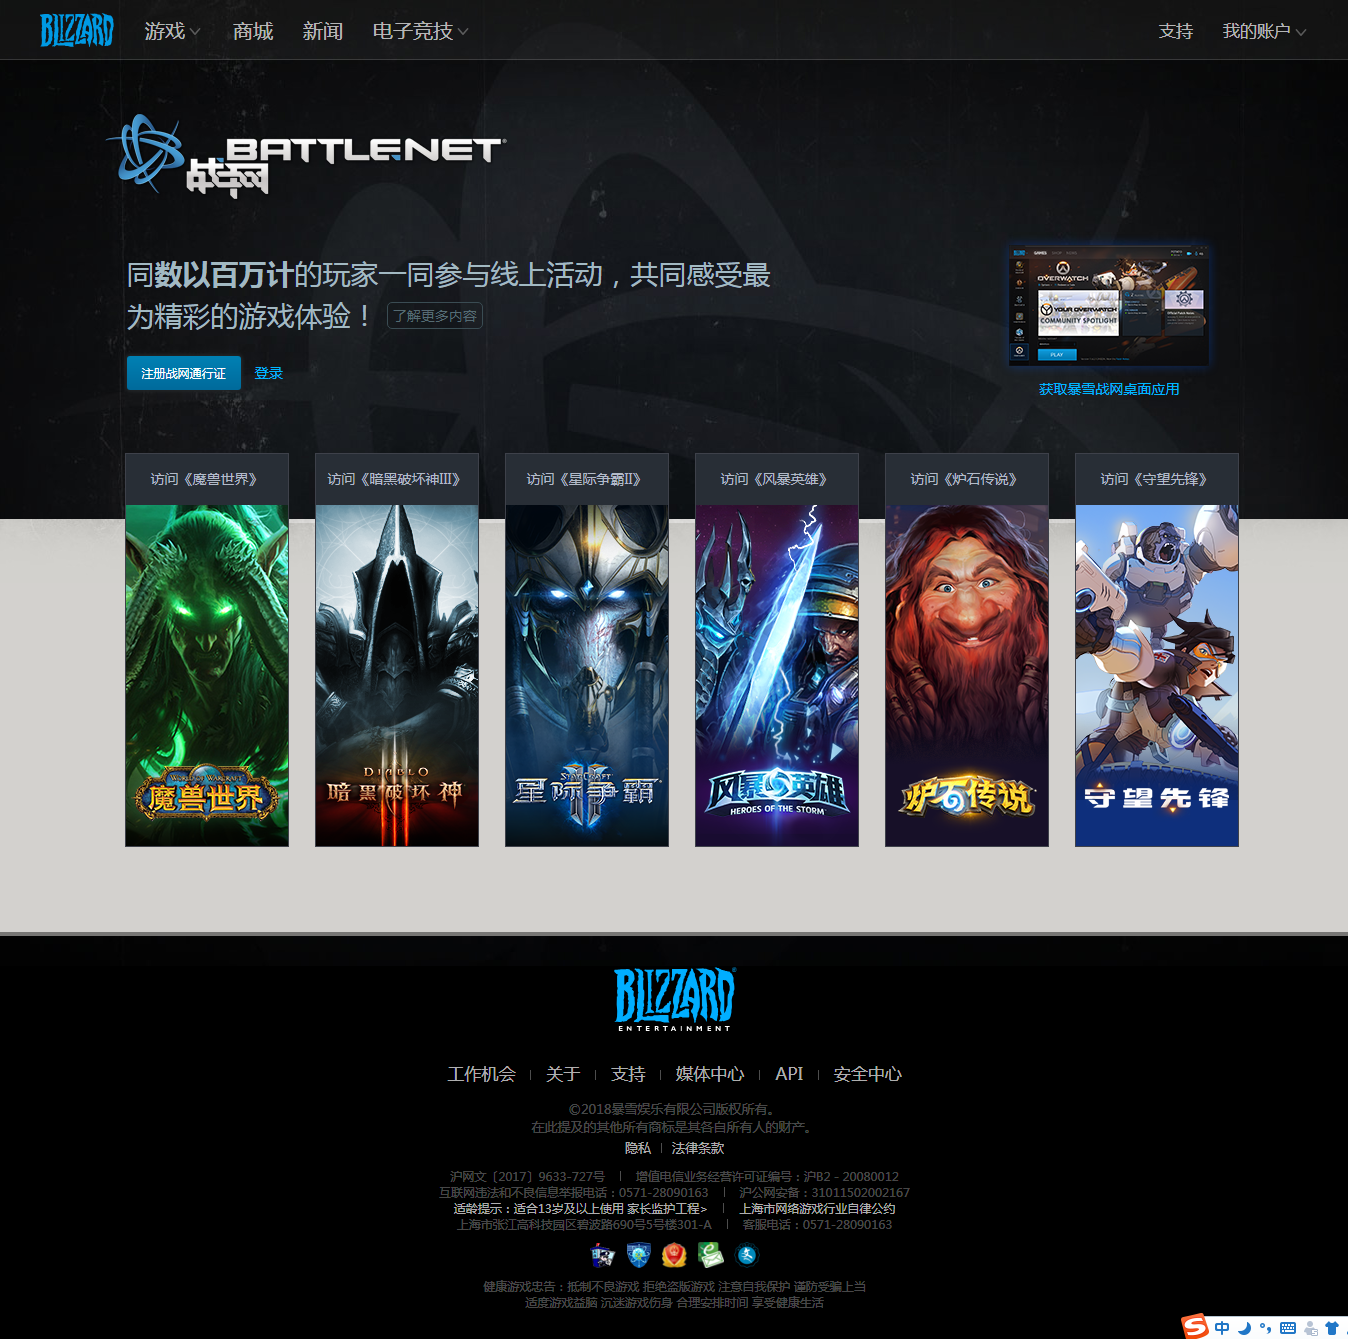 BLIZZARD 游戏 商城 新闻 电子竞技 支持 我的账户
BATTLE.NET
战网
同数以百万计的玩家一同参与线上活动，共同感受最
为精彩的游戏体验！ 了解更多内容
注册战网通行证 登录
OVERWATCH
YOUR OVERWATCH
COMMUNITY SPOTLIGHT
PLAY
获取暴雪战网桌面应用
访问《魔兽世界》 访问《暗黑破坏神III》 访问《星际争霸II》 访问《风暴英雄》 访问《炉石传说》 访问《守望先锋》
WORLD OF WARCRAFT
魔兽世界
DIABLO
暗黑破坏神
III
STARCRAFT
星际争霸
II
风暴英雄
HEROES OF THE STORM
炉石传说
守望先锋
BLIZZARD
ENTERTAINMENT
工作机会 关于 支持 媒体中心 API 安全中心
©2018暴雪娱乐有限公司版权所有。
在此提及的其他所有商标是其各自所有人的财产。
隐私 法律条款
沪网文〔2017〕9633-727号 增值电信业务经营许可证编号：沪B2 - 20080012
互联网违法和不良信息举报电话：0571-28090163 沪公网安备：31011502002167
适龄提示：适合13岁及以上使用 家长监护工程> 上海市网络游戏行业自律公约
上海市张江高科技园区碧波路690号5号楼301-A 客服电话：0571-28090163
健康游戏忠告：抵制不良游戏 拒绝盗版游戏 注意自我保护 谨防受骗上当
适度游戏益脑 沉迷游戏伤身 合理安排时间 享受健康生活
S 中